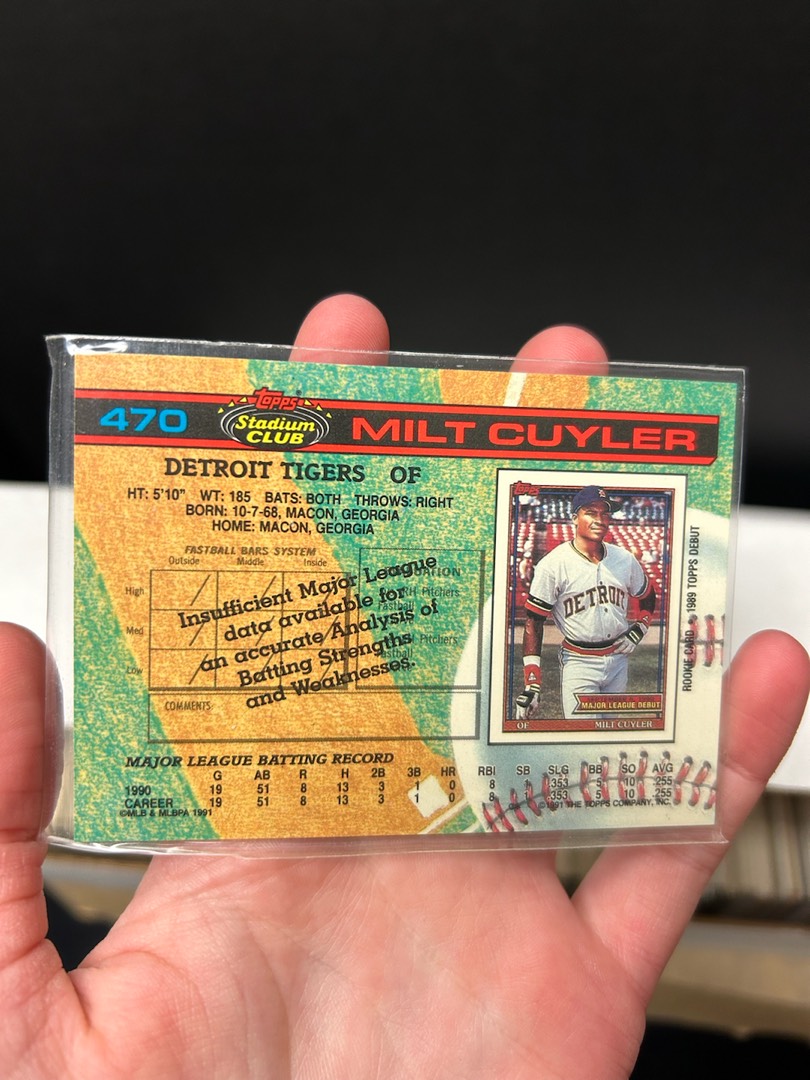 470
Topps
Stadium
CLUB
MILT CUYLER
DETROIT TIGERS OF
HT: 5'10" WT: 185 BATS: BOTH THROWS: RIGHT
BORN: 10-7-68, MACON, GEORGIA
HOME: MACON, GEORGIA
FASTBALL BARS SYSTEM
Outside Middle Inside
High
Med
Low
Pitchers
Fastball
Pitchers
Insufficient Major League
data available for
an accurate Analysis of
Batting Strengths
and Weaknesses.
COMMENTS:
Topps
DETROIT
MAJOR LEAGUE DEBUT
OF MILT CUYLER
ROOKIE CARD • 1989 TOPPS DEBUT
MAJOR LEAGUE BATTING RECORD
G AB R H 2B 3B HR RBI SB SLG BB SO AVG
1990 19 51 8 13 3 1 0 8 1 .353 5 10 .255
CAREER 19 51 8 13 3 1 0 8 1 .353 5 10 .255
©MLB & MLBPA 1991 ©1991 THE TOPPS COMPANY, INC.